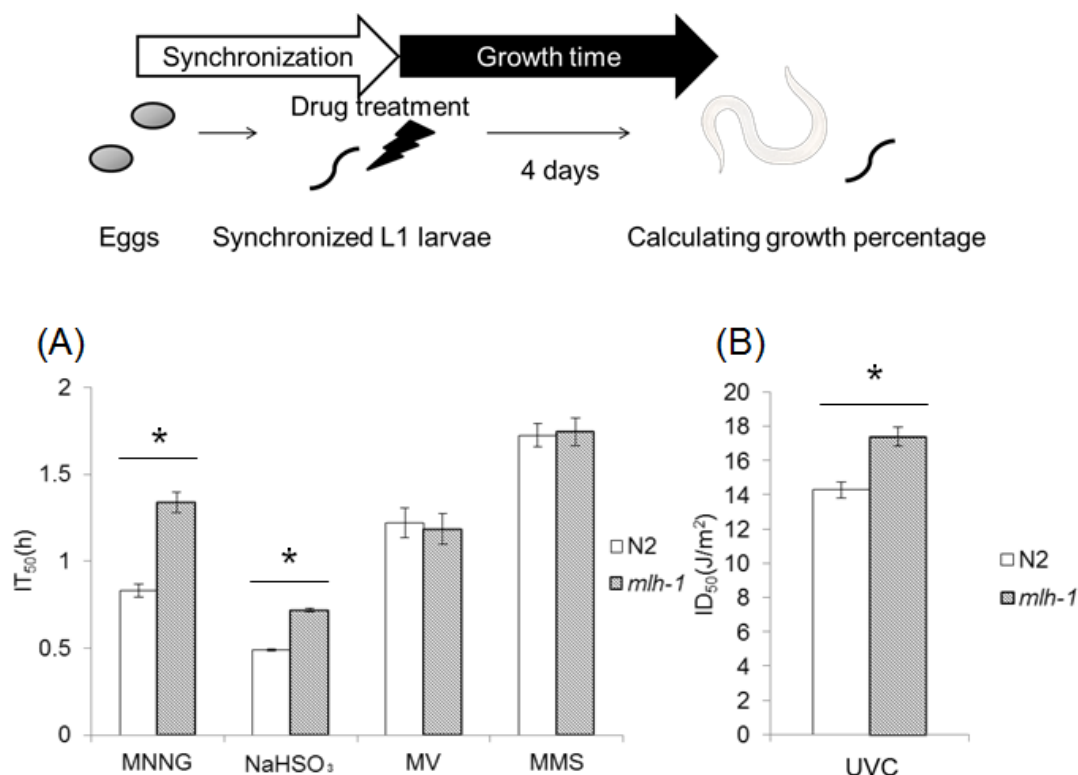 Synchronization
Growth time
Drug treatment
4 days
Eggs
Synchronized L1 larvae
Calculating growth percentage
(A)
(B)
2
1.5
1
0.5
0
IT50(h)
*
*
MNNG
NaHSO₃
MV
MMS
N2
mlh-1
20
18
16
14
12
10
8
6
4
2
0
ID50(J/m²)
*
UVC
N2
mlh-1